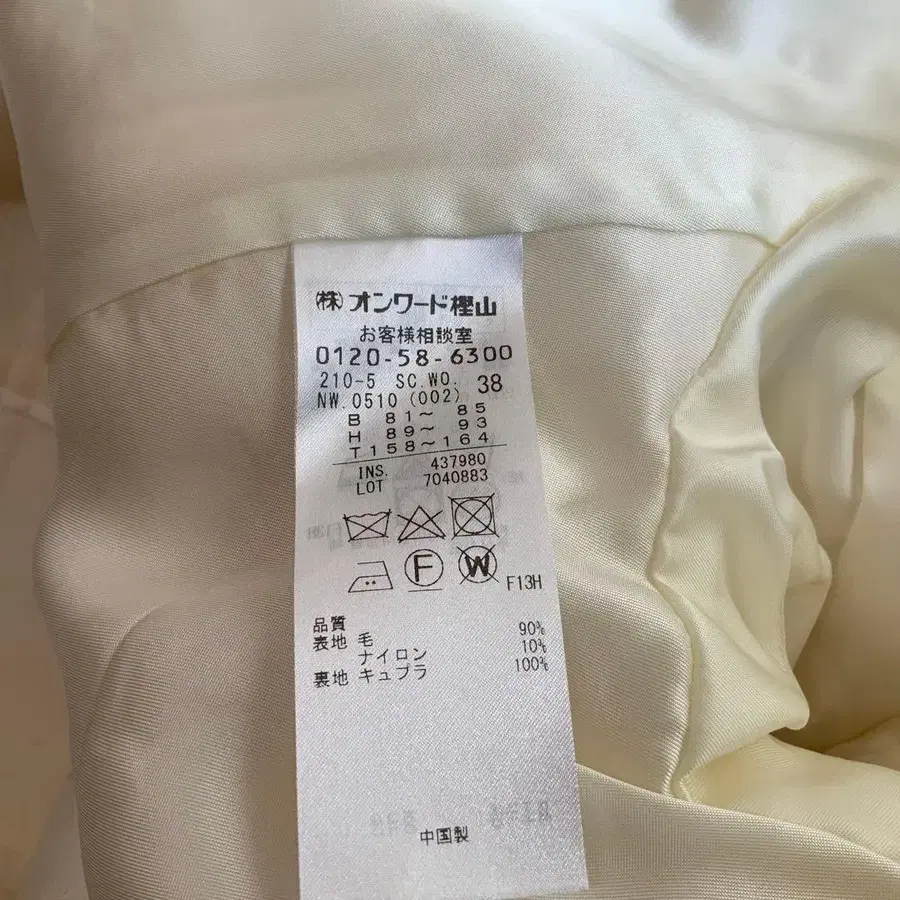 (株)オンワード樫山
お客様相談室
0120-58-6300
210-5 SC.WO. 38
NW.0510 (002)
B 81~ 85
H 89~ 93
T158~164
INS. 437980
LOT 7040883
F W F13H
品質
表地 毛 90%
ナイロン 10%
裏地 キュプラ 100%
中国製